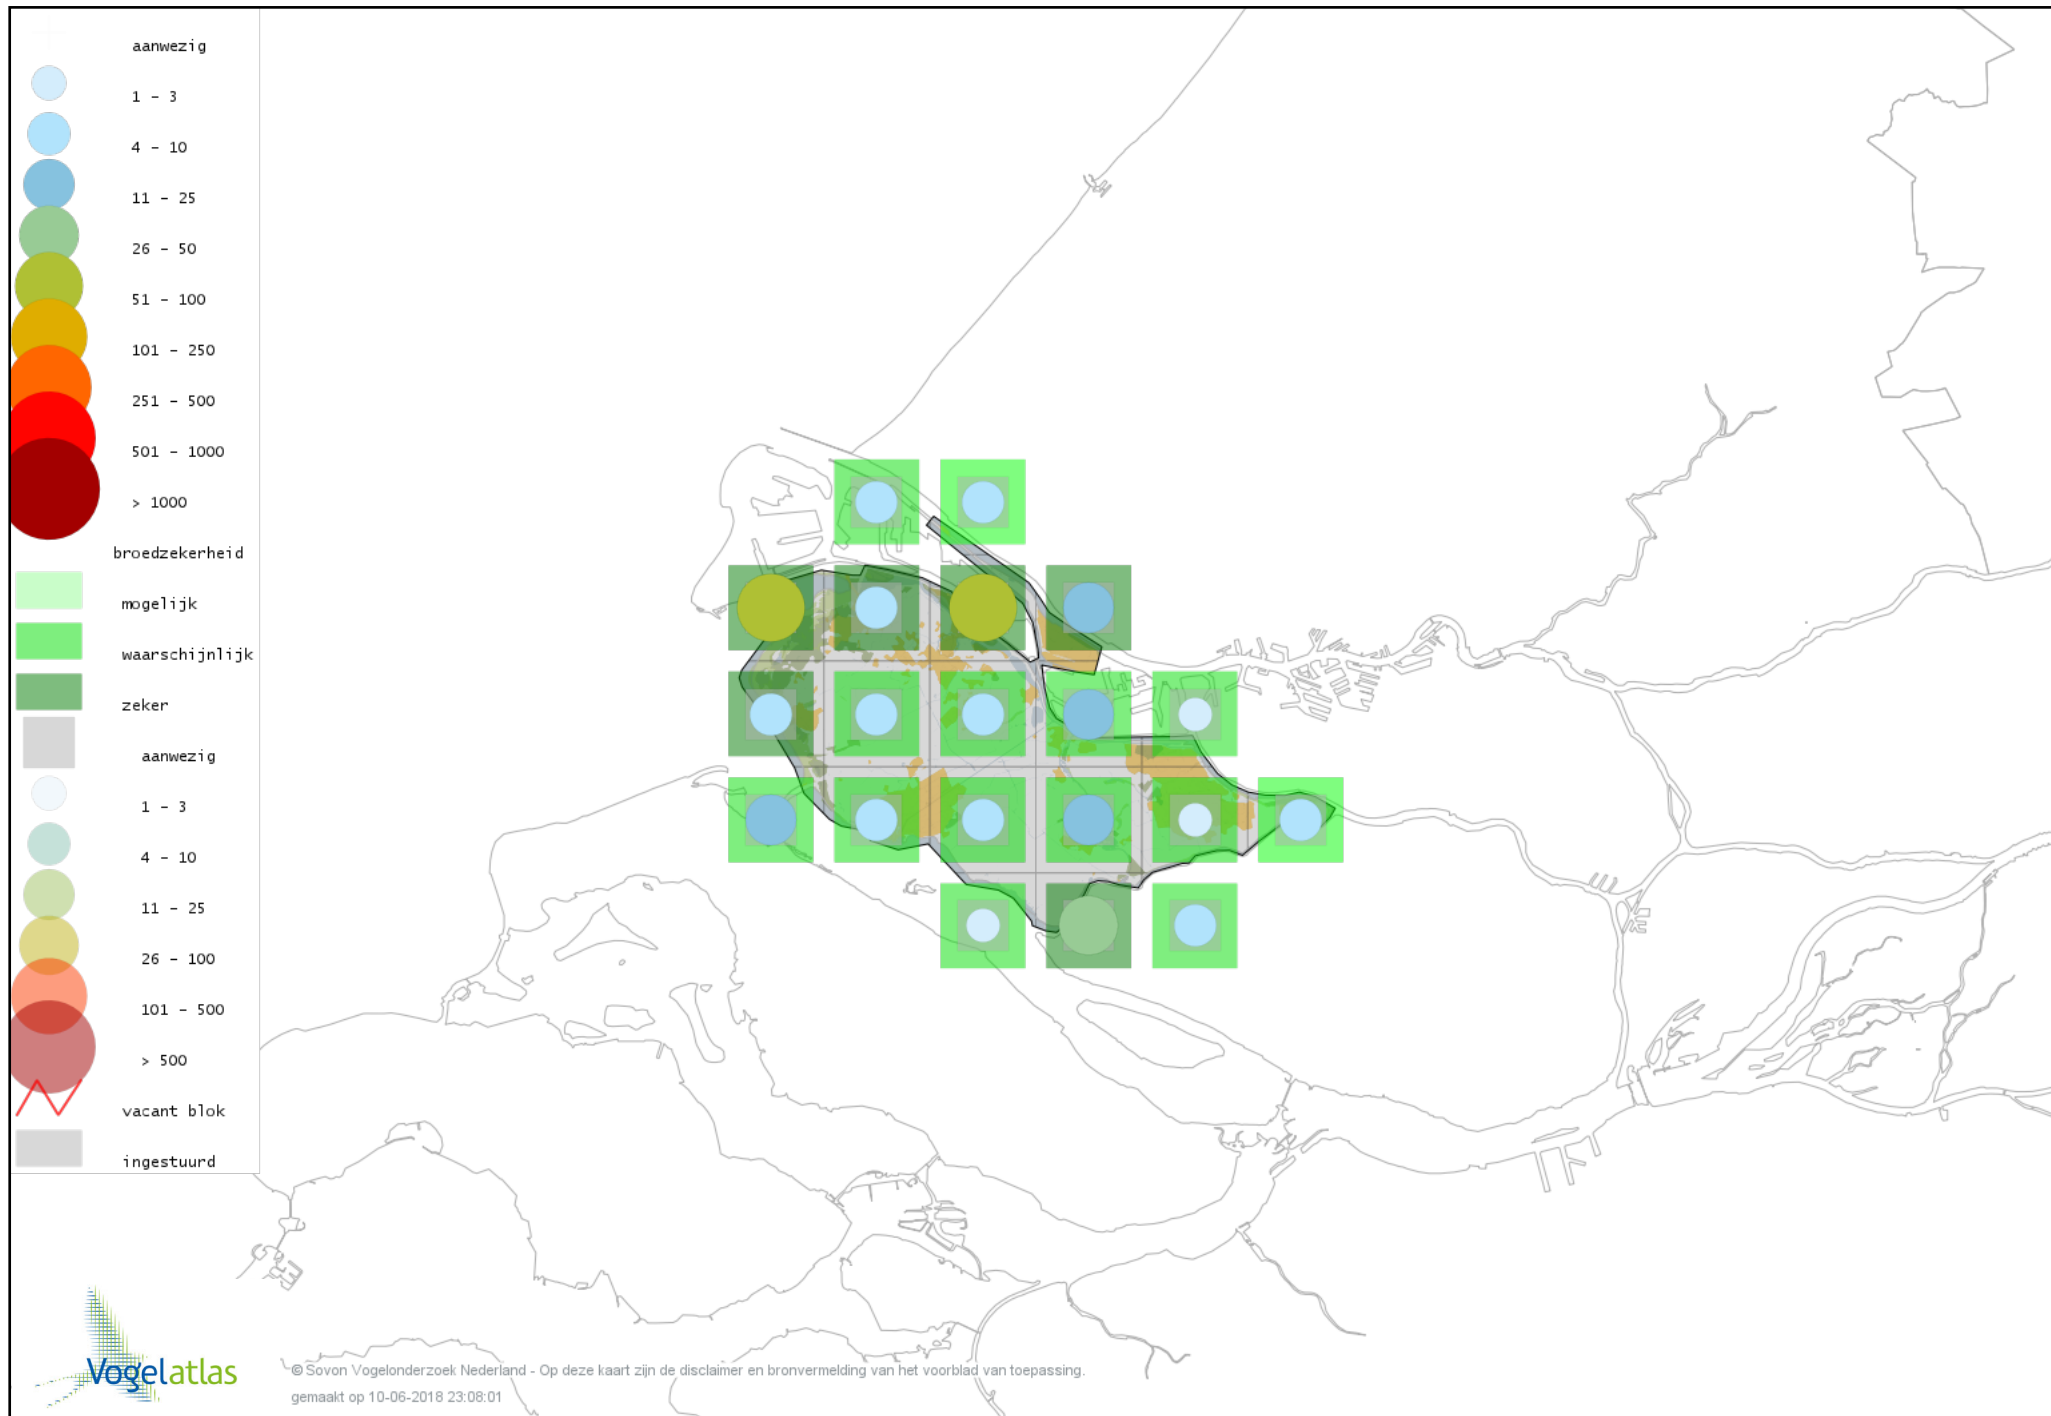 aanwezig
1 - 3
4 - 10
11 - 25
26 - 50
51 - 100
101 - 250
251 - 500
501 - 1000
> 1000
broedzekerheid
mogelijk
waarschijnlijk
zeker
aanwezig
1 - 3
4 - 10
11 - 25
26 - 100
101 - 500
> 500
vacant blok
ingestuurd
Vogelatlas
© Sovon Vogelonderzoek Nederland - Op deze kaart zijn de disclaimer en bronvermelding van het voorblad van toepassing.
gemaakt op 10-06-2018 23:08:01